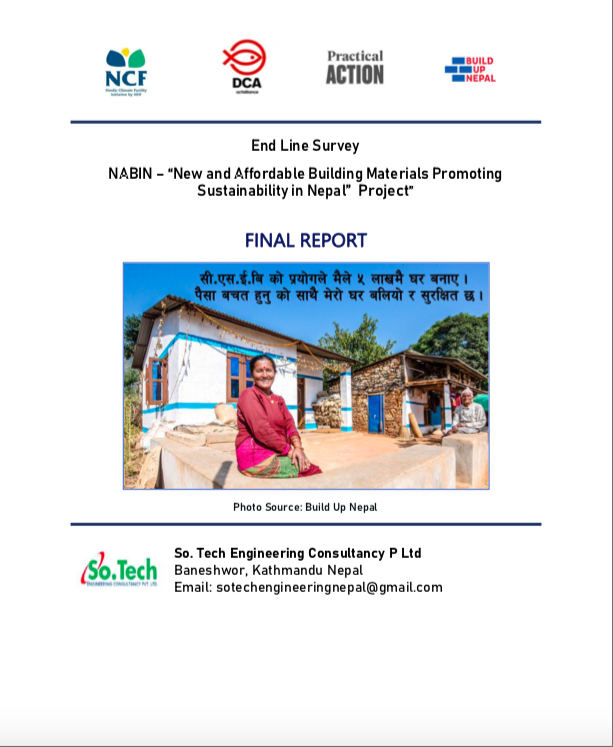 NCF
Nordic Climate Facility
DCA
actalliance
Practical
ACTION
BUILD
UP
NEPAL
End Line Survey
NABIN – “New and Affordable Building Materials Promoting
Sustainability in Nepal” Project”
FINAL REPORT
सी.एस.ई.बि को प्रयोगले मैले ५ लाखमै घर बनाए ।
पैसा बचत हुनु को साथै मेरो घर बलियो र सुरक्षित छ ।
Photo Source: Build Up Nepal
So.Tech
ENGINEERING CONSULTANCY PVT. LTD.
So. Tech Engineering Consultancy P Ltd
Baneshwor, Kathmandu Nepal
Email: sotechengineeringnepal@gmail.com